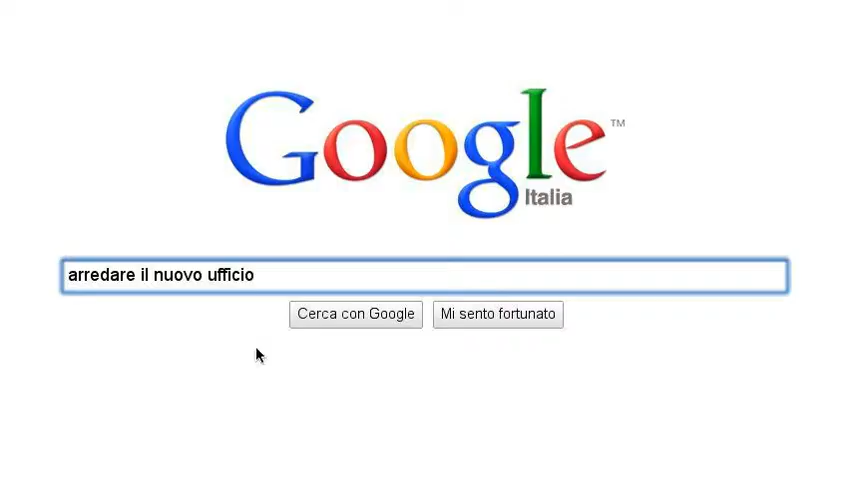 Google™
Italia
arredare il nuovo ufficio
Cerca con Google Mi sento fortunato